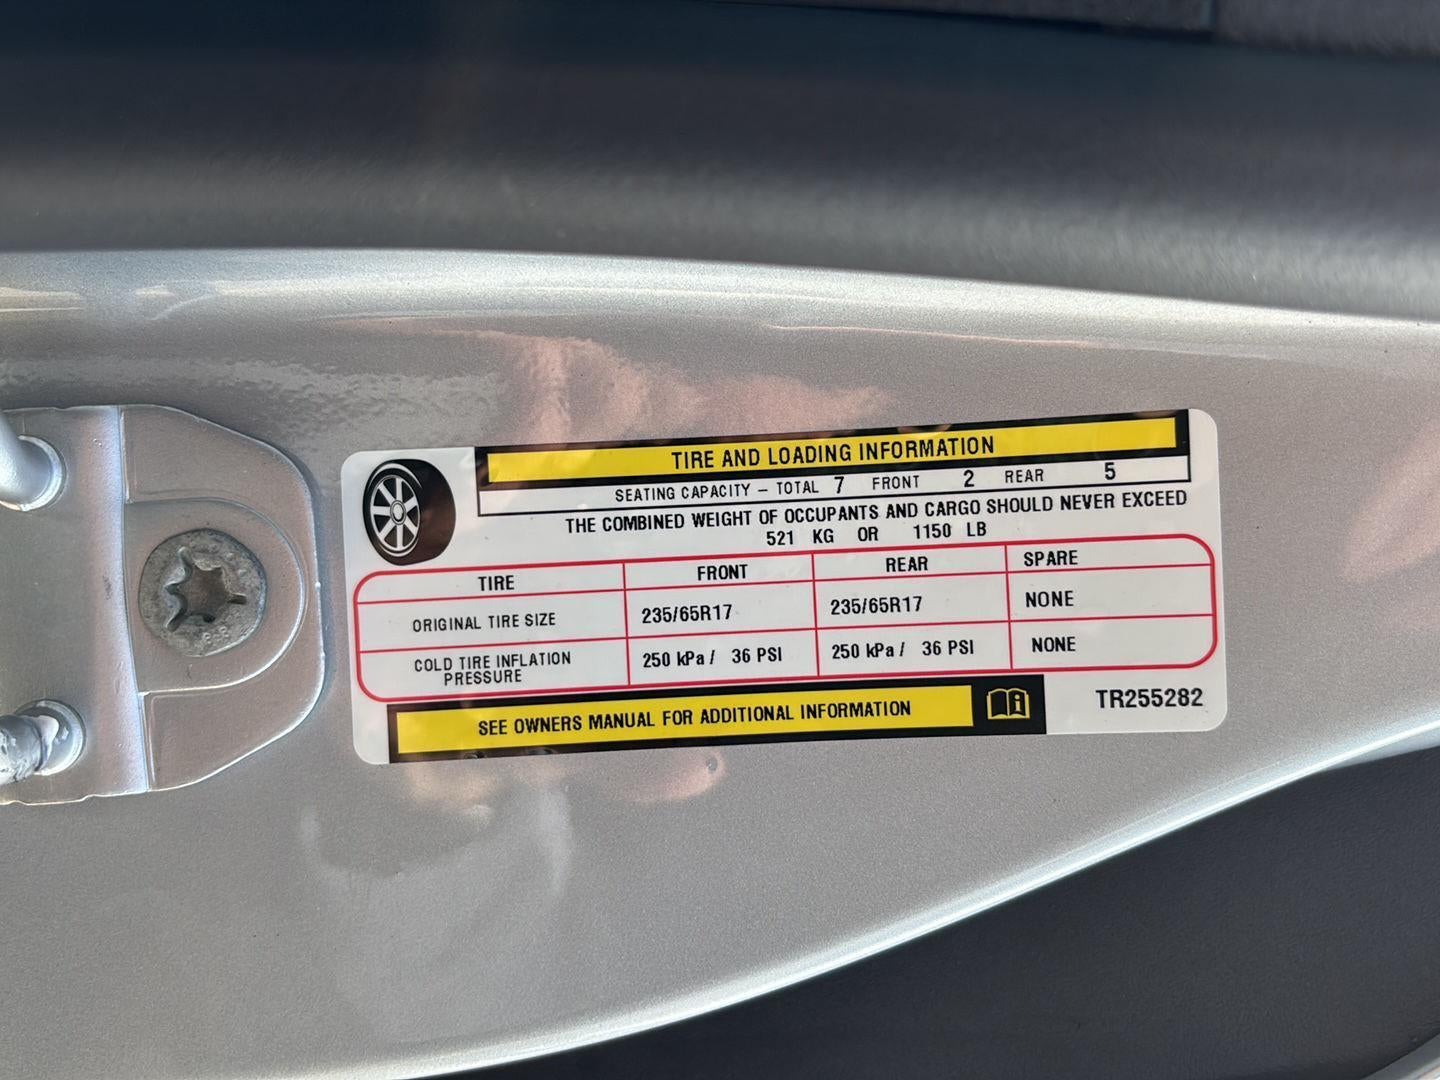 TIRE AND LOADING INFORMATION
SEATING CAPACITY – TOTAL 7 FRONT 2 REAR 5
THE COMBINED WEIGHT OF OCCUPANTS AND CARGO SHOULD NEVER EXCEED
521 KG OR 1150 LB
TIRE FRONT REAR SPARE
ORIGINAL TIRE SIZE 235/65R17 235/65R17 NONE
COLD TIRE INFLATION
PRESSURE 250 kPa / 36 PSI 250 kPa / 36 PSI NONE
SEE OWNERS MANUAL FOR ADDITIONAL INFORMATION
TR255282